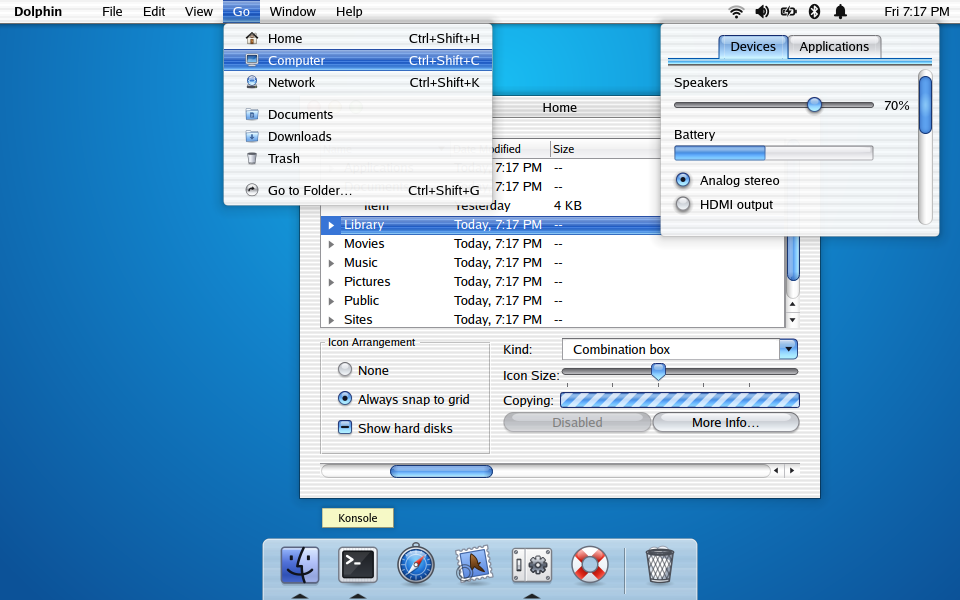 Dolphin File Edit View Go Window Help Fri 7:17 PM
Home Ctrl+Shift+H
Computer Ctrl+Shift+C
Network Ctrl+Shift+K
Documents
Downloads
Trash
Go to Folder… Ctrl+Shift+G
Devices Applications
Speakers
70%
Battery
Analog stereo
HDMI output
Home
Size
7:17 PM --
7:17 PM --
Item Yesterday 4 KB
Library Today, 7:17 PM --
Movies Today, 7:17 PM --
Music Today, 7:17 PM --
Pictures Today, 7:17 PM --
Public Today, 7:17 PM --
Sites Today, 7:17 PM --
Icon Arrangement
None
Always snap to grid
Show hard disks
Kind: Combination box
Icon Size:
Copying:
Disabled More Info…
Konsole